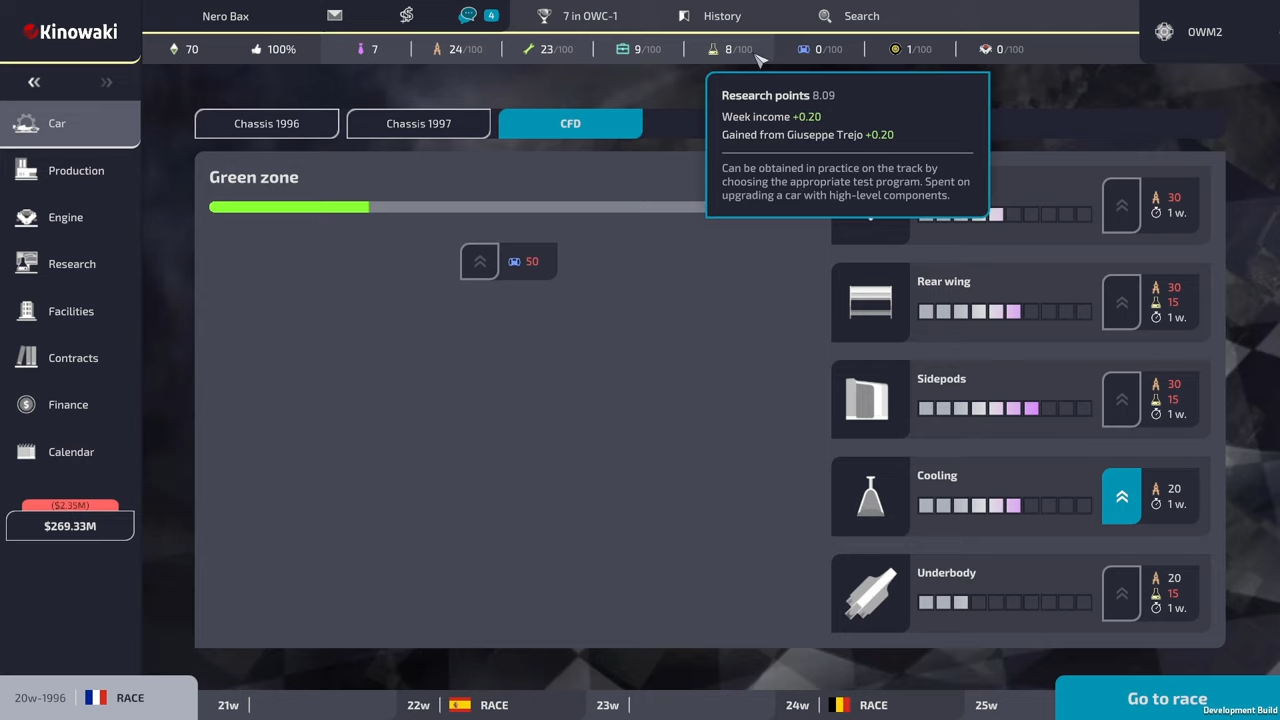 Kinowaki
Nero Bax
4
7 in OWC-1
History
Search
OWM2
70
100%
7
24/100
23/100
9/100
8/100
0/100
1/100
0/100
Research points 8.09
Week income +0.20
Gained from Giuseppe Trejo +0.20
Can be obtained in practice on the track by
choosing the appropriate test program. Spent on
upgrading a car with high-level components.
Car
Production
Engine
Research
Facilities
Contracts
Finance
Calendar
($2.35M)
$269.33M
Chassis 1996
Chassis 1997
CFD
Green zone
50
30
1 w.
Rear wing
30
15
1 w.
Sidepods
30
15
1 w.
Cooling
20
1 w.
Underbody
20
15
1 w.
20w-1996
RACE
21w
22w
RACE
23w
24w
RACE
25w
Go to race
Development Build